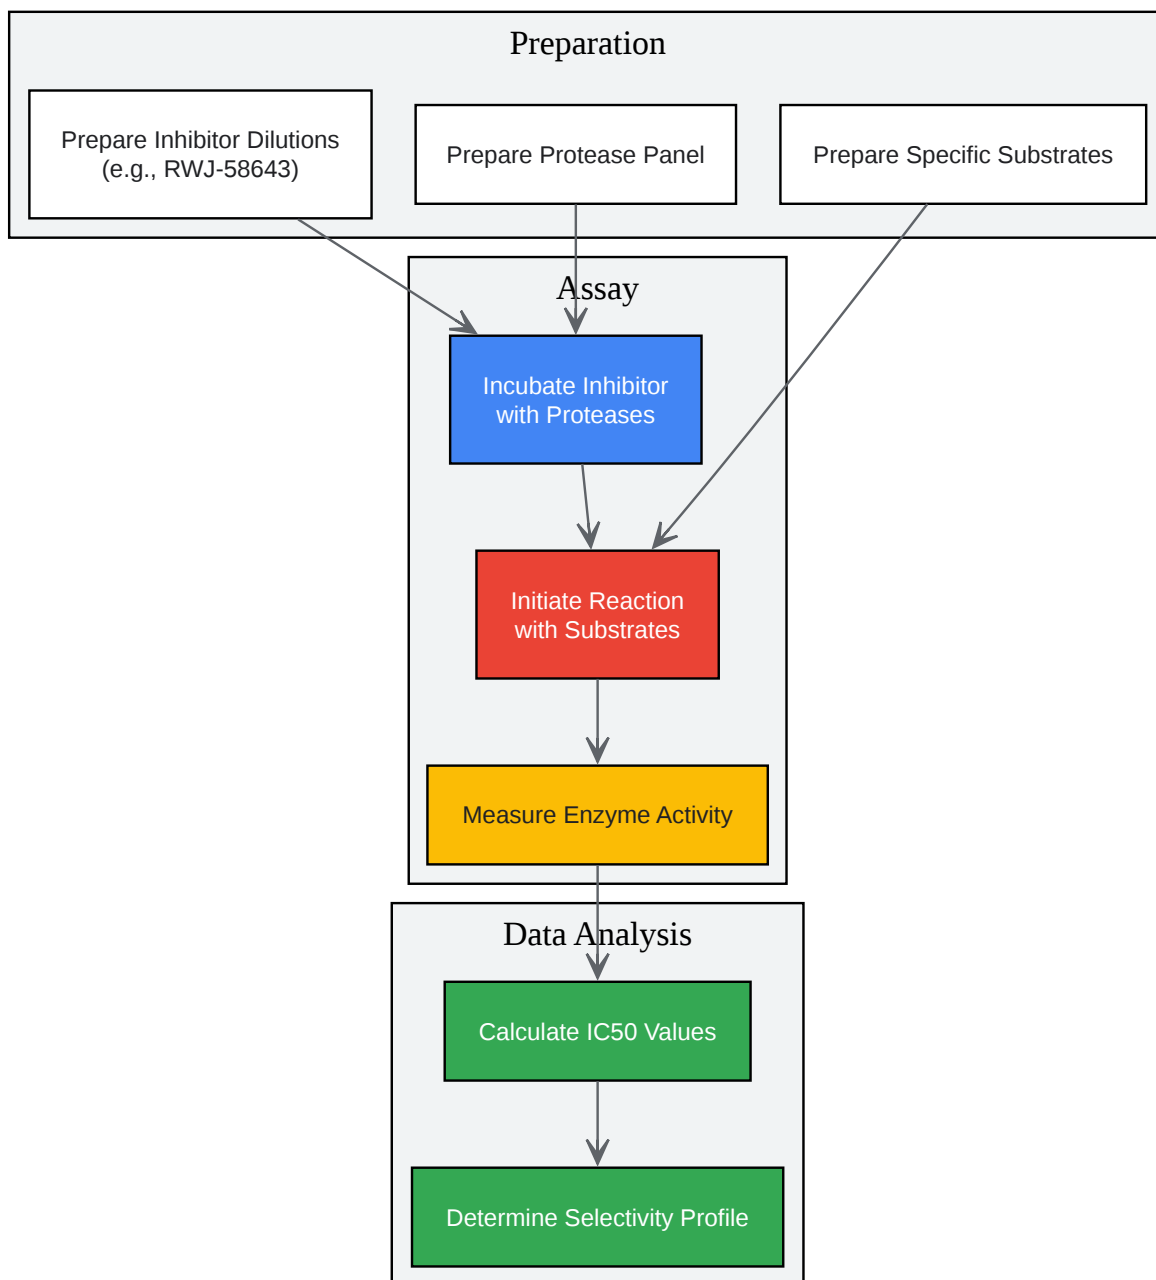 Preparation
Prepare Inhibitor Dilutions
(e.g., RWJ-58643)
Prepare Protease Panel
Prepare Specific Substrates
Assay
Incubate Inhibitor
with Proteases
Initiate Reaction
with Substrates
Measure Enzyme Activity
Data Analysis
Calculate IC50 Values
Determine Selectivity Profile